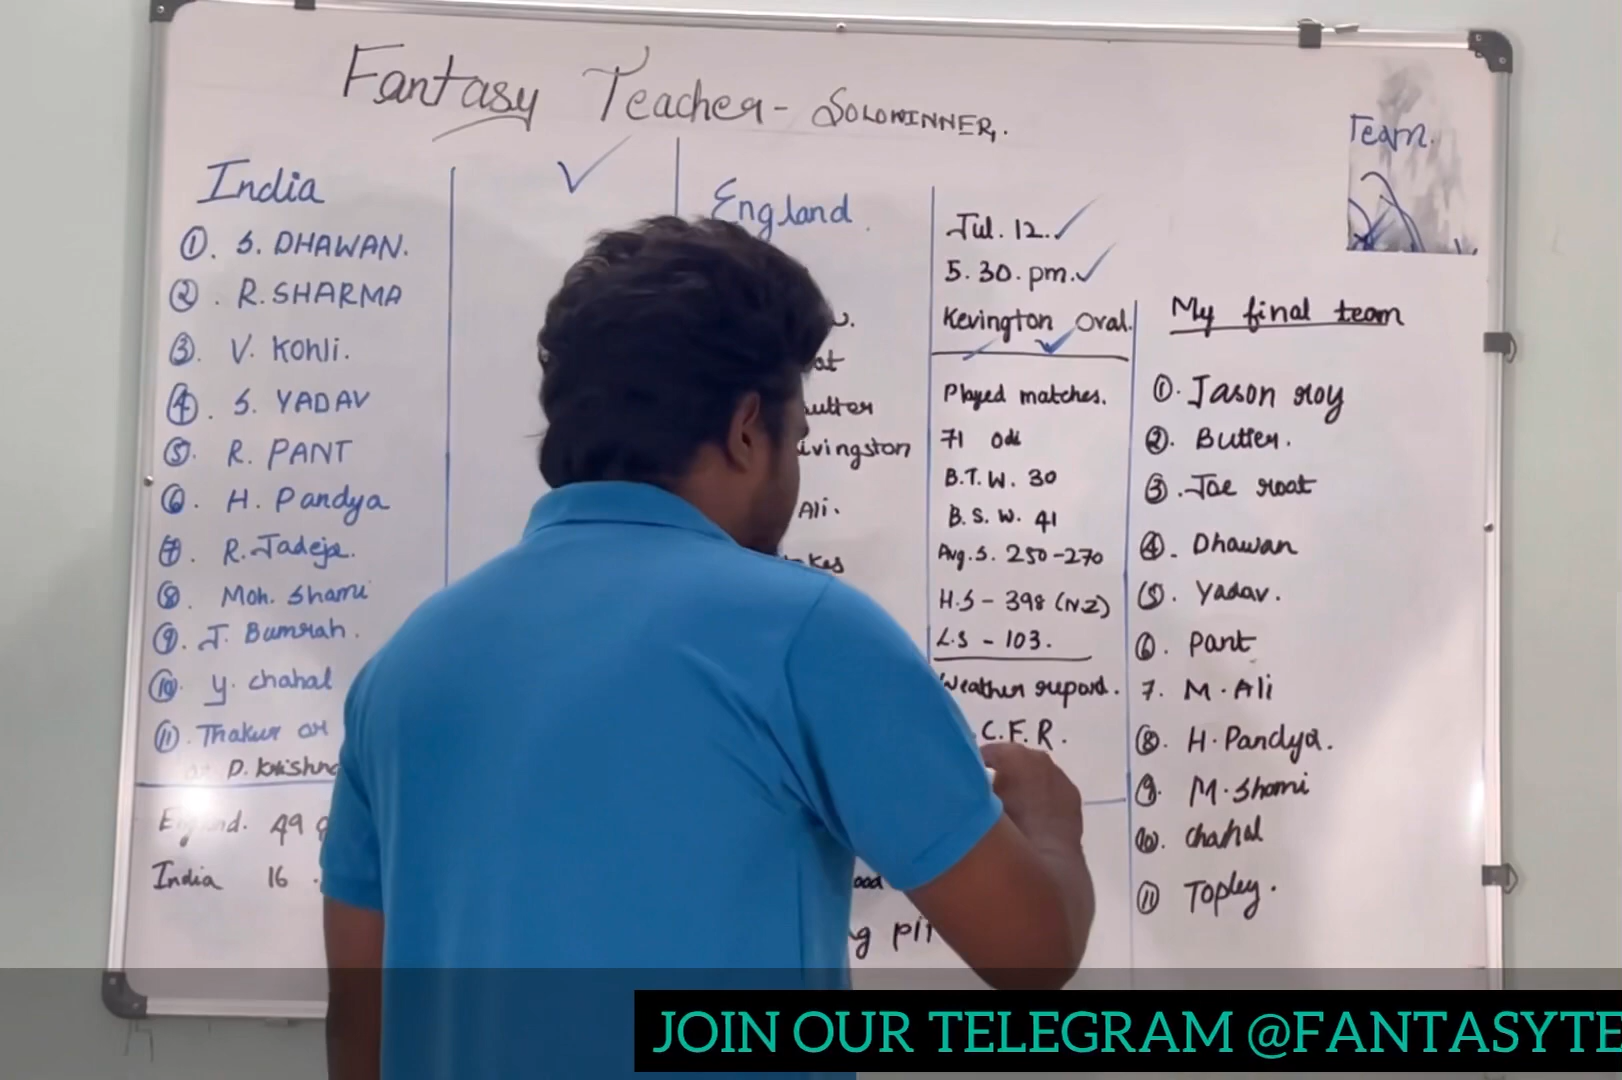 Fantasy Teacher - SOLOWINNER.
Team.
India
①. S. DHAWAN.
②. R. SHARMA
③. V. Kohli.
④. S. YADAV
⑤. R. PANT
⑥. H. Pandya
⑦. R. Jadeja.
⑧. Moh. Shami
⑨. J. Bumrah.
⑩. y. chahal
⑪. Thakur or
D. Krishna
England. 49
India 16
England.
Ali.
Jul. 12.
5. 30. pm.
Kevington Oval.
Played matches.
71 odi
B.T.W. 30
B.S.W. 41
Avg.S. 250-270
H.S - 398 (NZ)
L.S - 103.
Weather repord.
C.F.R.
My final team
①. Jason roy
②. Butter.
③. Joe root
④. Dhawan
⑤. Yadav.
⑥. Pant
7. M. Ali
⑧. H. Pandya.
⑨. M. Shami
⑩. chahal
⑪ Topley.
JOIN OUR TELEGRAM @FANTASYTE